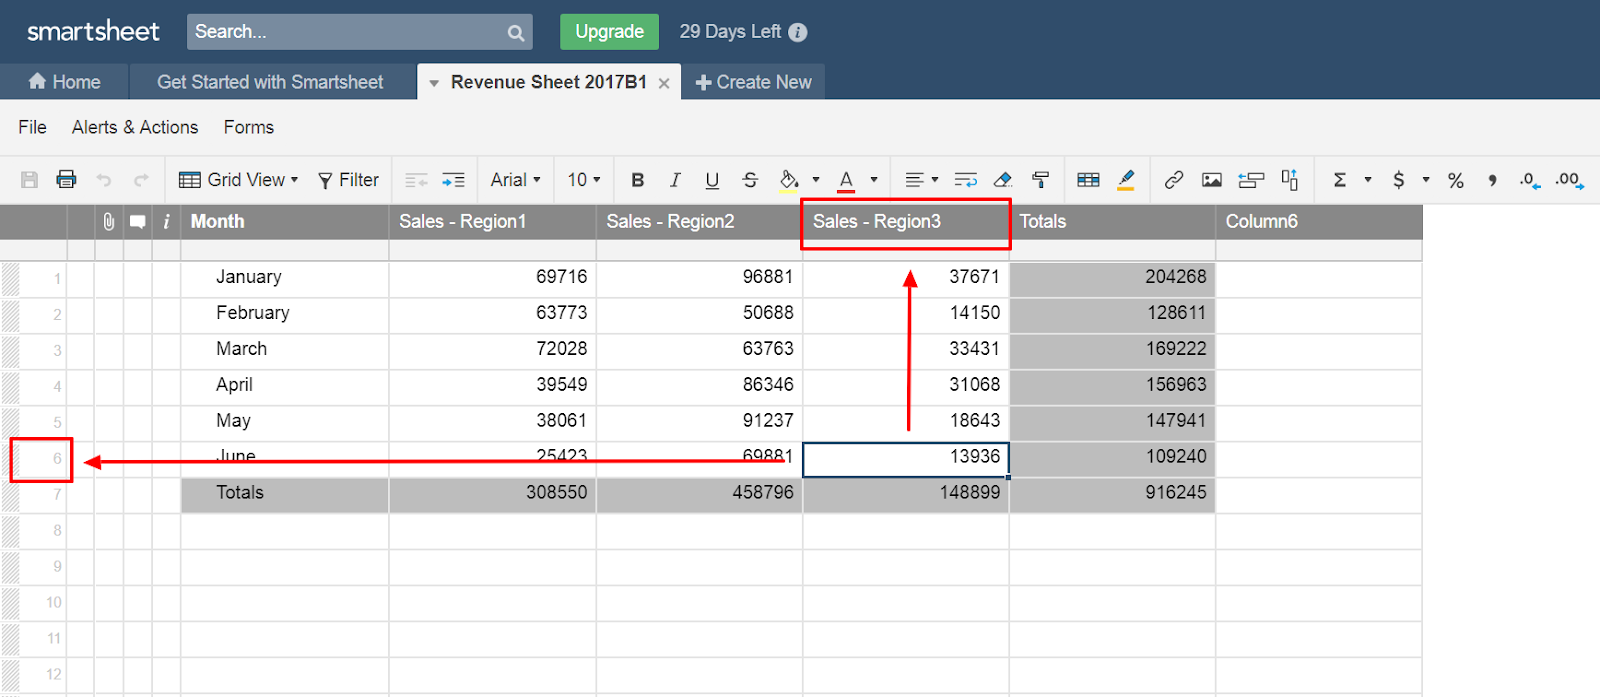 smartsheet Search... Upgrade 29 Days Left i
Home Get Started with Smartsheet Revenue Sheet 2017B1 × + Create New
File Alerts & Actions Forms
Grid View Filter Arial 10 B I U S A Σ $ % , .0 .00
i Month Sales - Region1 Sales - Region2 Sales - Region3 Totals Column6
1 January 69716 96881 37671 204268
2 February 63773 50688 14150 128611
3 March 72028 63763 33431 169222
4 April 39549 86346 31068 156963
5 May 38061 91237 18643 147941
6 June 25423 69881 13936 109240
7 Totals 308550 458796 148899 916245
8
9
10
11
12